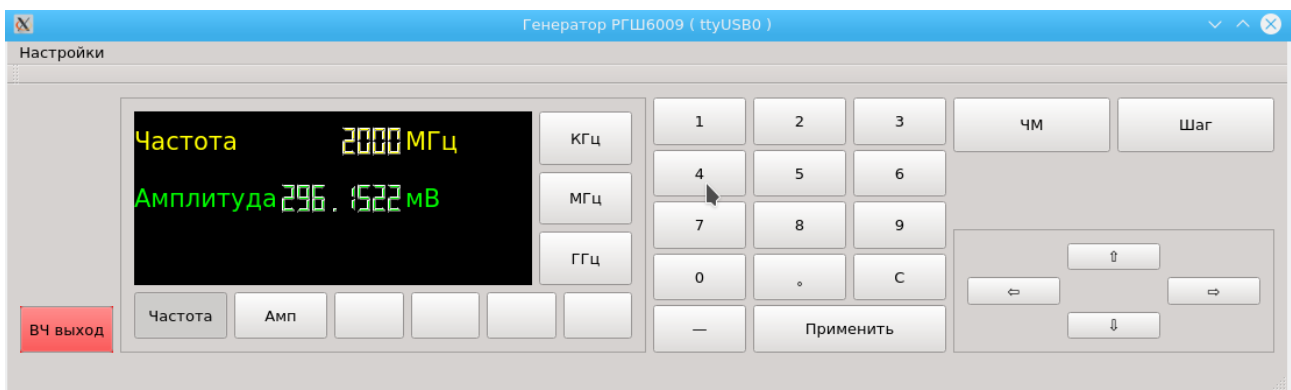 Генератор РГШ6009 ( ttyUSB0 )
Настройки
Частота 2000 МГц
Амплитуда 296.1522 мВ
КГц
МГц
ГГц
Частота
Амп
ВЧ выход
1 2 3
4 5 6
7 8 9
0 . C
— Применить
ЧМ Шаг
⇧
⇦ ⇨
⇩